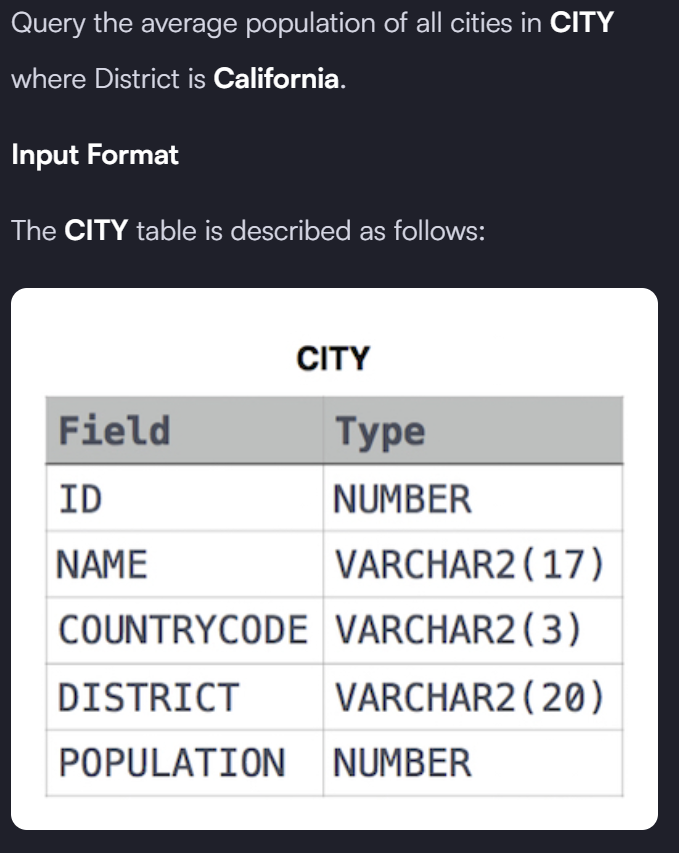 Query the average population of all cities in CITY
where District is California.
Input Format
The CITY table is described as follows:
CITY
Field Type
ID NUMBER
NAME VARCHAR2(17)
COUNTRYCODE VARCHAR2(3)
DISTRICT VARCHAR2(20)
POPULATION NUMBER